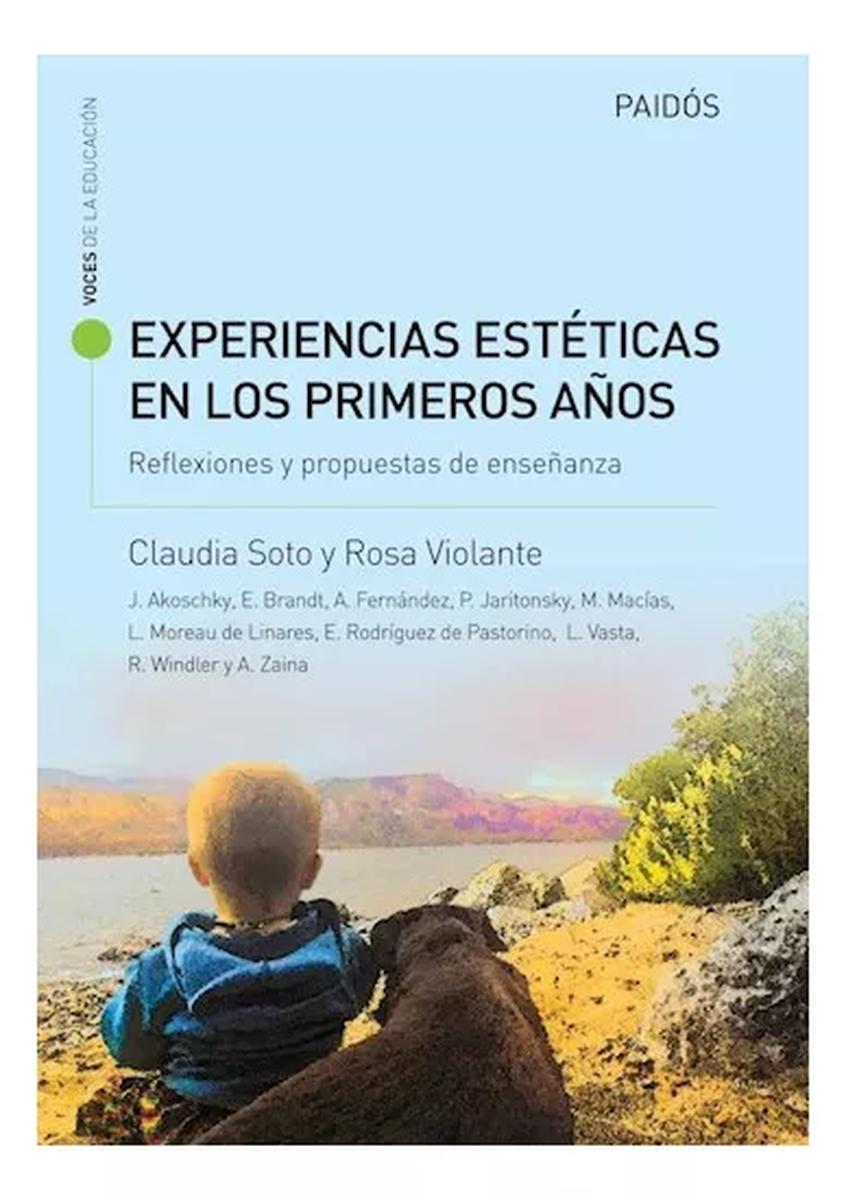 PAIDÓS
VOCES DE LA EDUCACIÓN
EXPERIENCIAS ESTÉTICAS
EN LOS PRIMEROS AÑOS
Reflexiones y propuestas de enseñanza
Claudia Soto y Rosa Violante
J. Akoschky, E. Brandt, A. Fernández, P. Jaritonsky, M. Macías,
L. Moreau de Linares, E. Rodríguez de Pastorino, L. Vasta,
R. Windler y A. Zaina